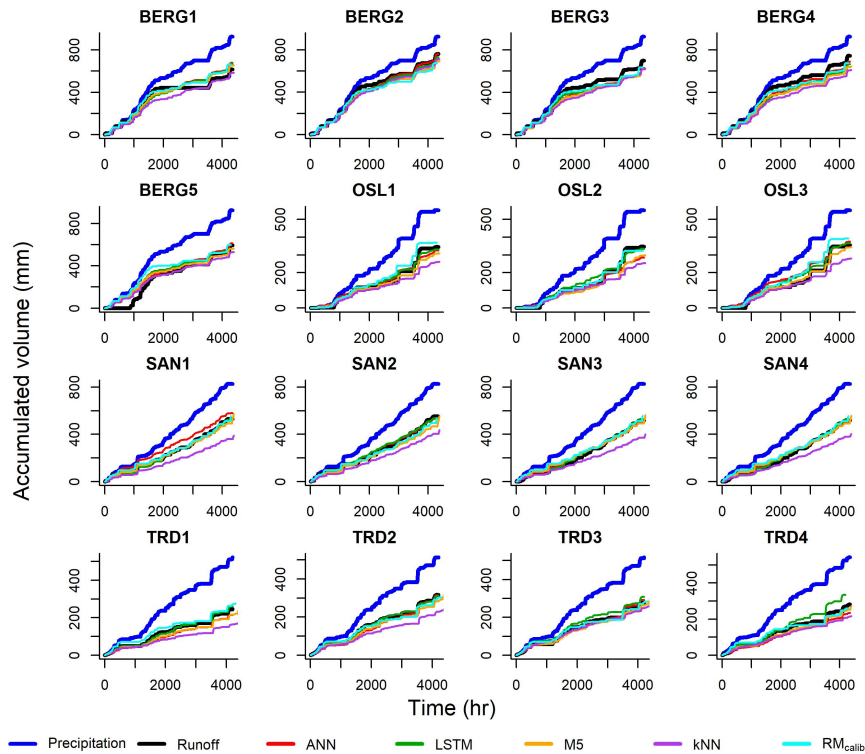 BERG1 BERG2 BERG3 BERG4
800 800 800 800
400 400 400 400
0 0 0 0
0 2000 4000 0 2000 4000 0 2000 4000 0 2000 4000
BERG5 OSL1 OSL2 OSL3
800 500 500 500
400 200 200 200
0 0 0 0
0 2000 4000 0 2000 4000 0 2000 4000 0 2000 4000
Accumulated volume (mm)
SAN1 SAN2 SAN3 SAN4
800 800 800 800
400 400 400 400
0 0 0 0
0 2000 4000 0 2000 4000 0 2000 4000 0 2000 4000
TRD1 TRD2 TRD3 TRD4
400 400 400 400
200 200 200 200
0 0 0 0
0 2000 4000 0 2000 4000 0 2000 4000 0 2000 4000
Time (hr)
Precipitation Runoff ANN LSTM M5 kNN RMcalib